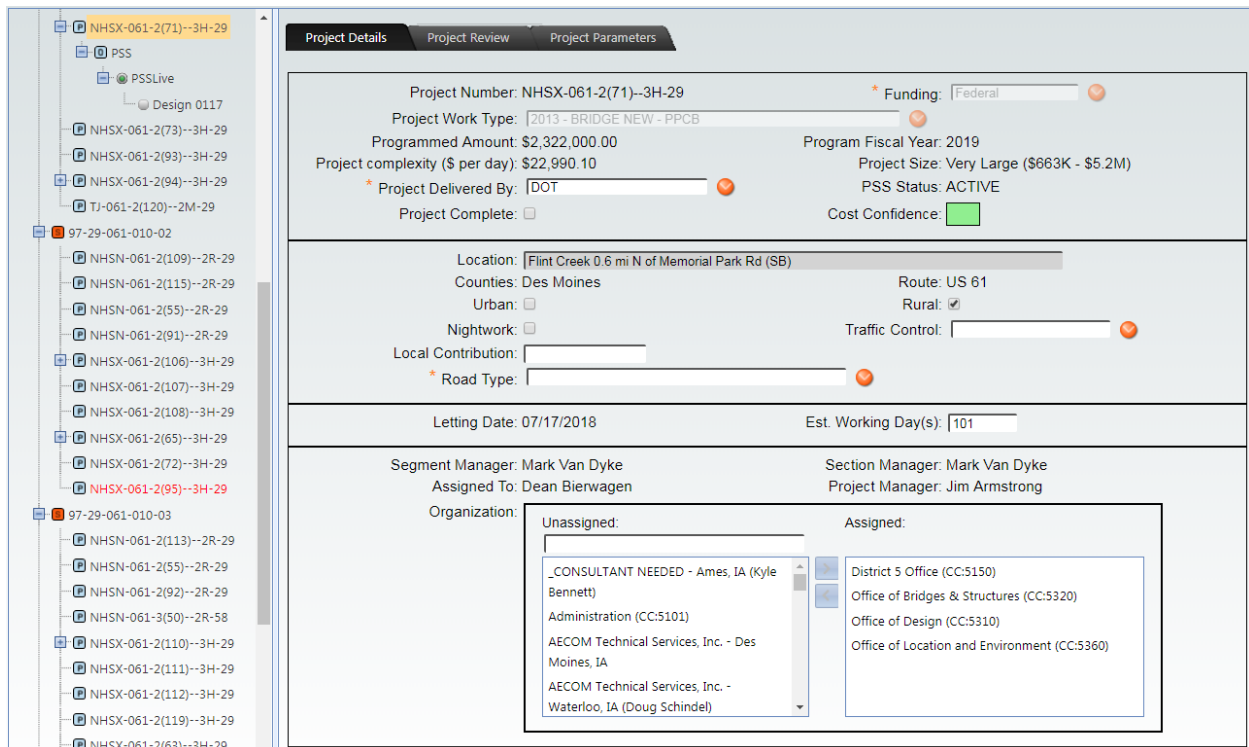 NHSX-061-2(71)--3H-29
PSS
PSSLive
Design 0117
NHSX-061-2(73)--3H-29
NHSX-061-2(93)--3H-29
NHSX-061-2(94)--3H-29
TJ-061-2(120)--2M-29
97-29-061-010-02
NHSN-061-2(109)--2R-29
NHSN-061-2(115)--2R-29
NHSN-061-2(55)--2R-29
NHSN-061-2(91)--2R-29
NHSX-061-2(106)--3H-29
NHSX-061-2(107)--3H-29
NHSX-061-2(108)--3H-29
NHSX-061-2(65)--3H-29
NHSX-061-2(72)--3H-29
NHSX-061-2(95)--3H-29
97-29-061-010-03
NHSN-061-2(113)--2R-29
NHSN-061-2(55)--2R-29
NHSN-061-2(92)--2R-29
NHSN-061-3(50)--2R-58
NHSX-061-2(110)--3H-29
NHSX-061-2(111)--3H-29
NHSX-061-2(112)--3H-29
NHSX-061-2(119)--3H-29
NHSX-061-2(63)--3H-29
Project Details Project Review Project Parameters
Project Number: NHSX-061-2(71)--3H-29 * Funding: Federal
Project Work Type: 2013 - BRIDGE NEW - PPCB
Programmed Amount: $2,322,000.00 Program Fiscal Year: 2019
Project complexity ($ per day): $22,990.10 Project Size: Very Large ($663K - $5.2M)
* Project Delivered By: DOT PSS Status: ACTIVE
Project Complete: Cost Confidence:
Location: Flint Creek 0.6 mi N of Memorial Park Rd (SB)
Counties: Des Moines Route: US 61
Urban: Rural:
Nightwork: Traffic Control:
Local Contribution:
* Road Type:
Letting Date: 07/17/2018 Est. Working Day(s): 101
Segment Manager: Mark Van Dyke Section Manager: Mark Van Dyke
Assigned To: Dean Bierwagen Project Manager: Jim Armstrong
Organization:
Unassigned: Assigned:
_CONSULTANT NEEDED - Ames, IA (Kyle
Bennett)
Administration (CC:5101)
AECOM Technical Services, Inc. - Des
Moines, IA
AECOM Technical Services, Inc. -
Waterloo, IA (Doug Schindel)
District 5 Office (CC:5150)
Office of Bridges & Structures (CC:5320)
Office of Design (CC:5310)
Office of Location and Environment (CC:5360)